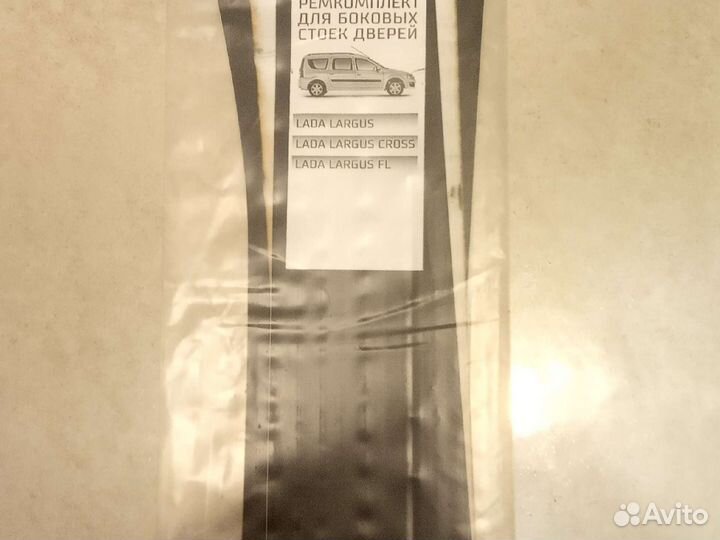 РЕМКОМПЛЕКТ
ДЛЯ БОКОВЫХ
СТОЕК ДВЕРЕЙ
LADA LARGUS
LADA LARGUS CROSS
LADA LARGUS FL
Avito